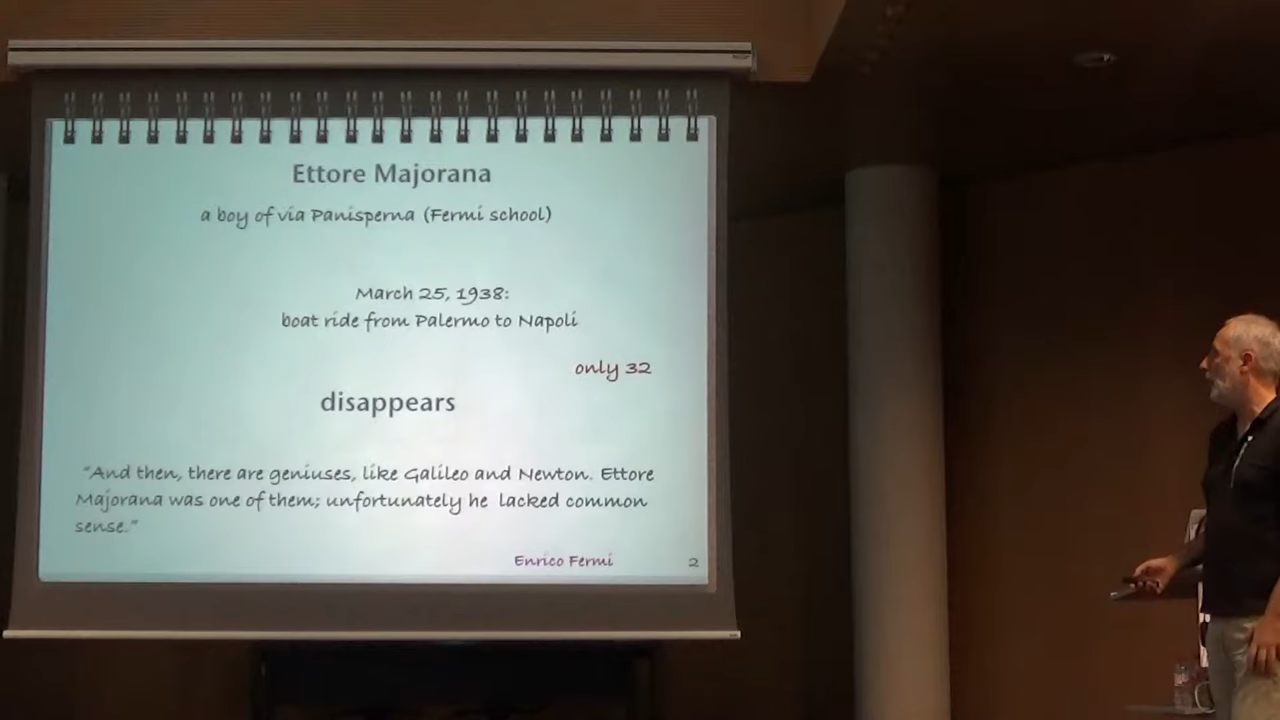 Ettore Majorana
a boy of via Panisperna (Fermi school)
March 25, 1938:
boat ride from Palermo to Napoli
only 32
disappears
"And then, there are geniuses, like Galileo and Newton. Ettore
Majorana was one of them; unfortunately he lacked common
sense."
Enrico Fermi
2